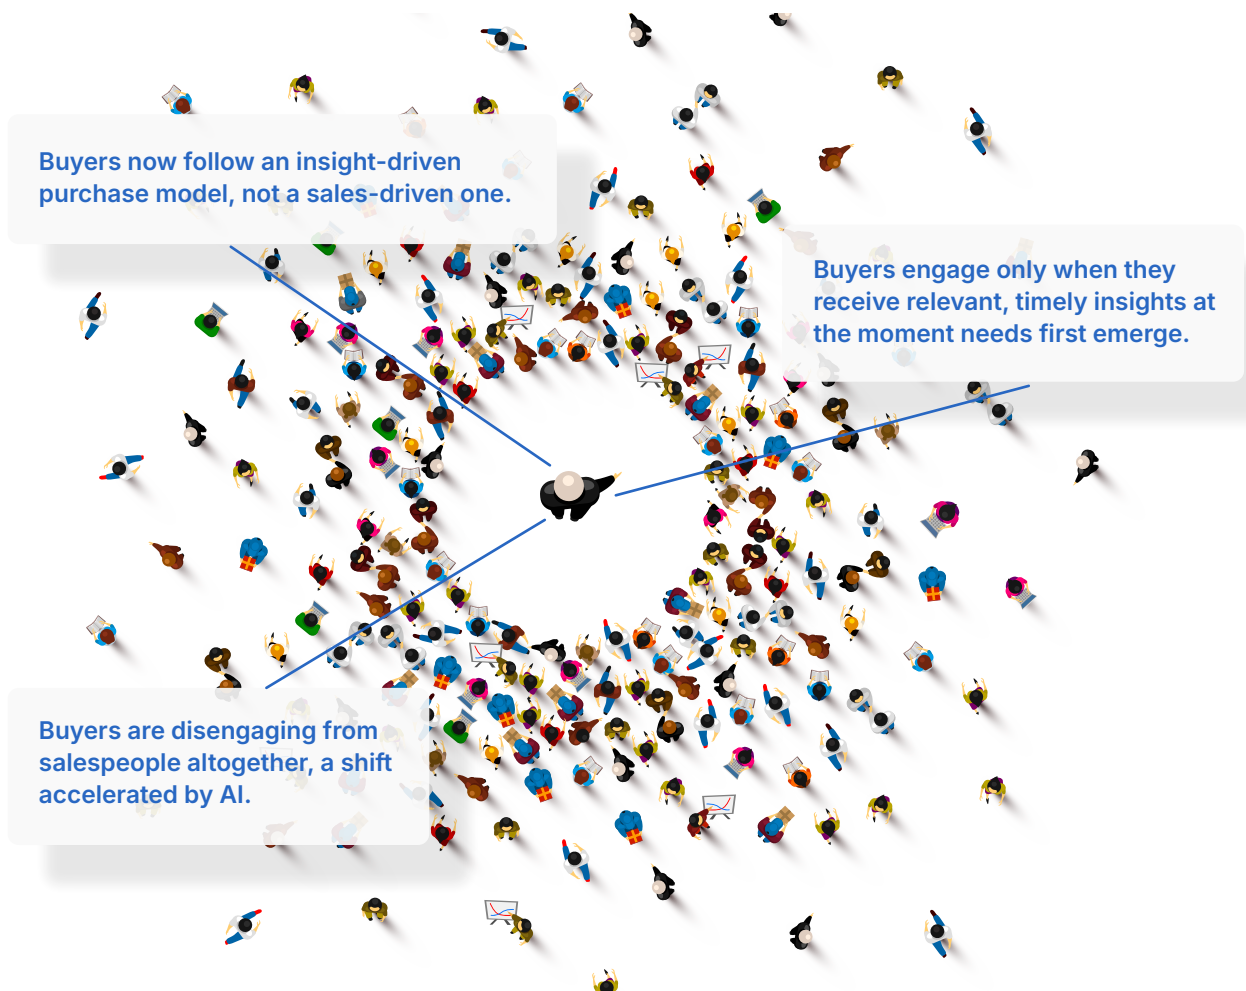 Buyers now follow an insight-driven
purchase model, not a sales-driven one.
Buyers engage only when they
receive relevant, timely insights at
the moment needs first emerge.
Buyers are disengaging from
salespeople altogether, a shift
accelerated by AI.